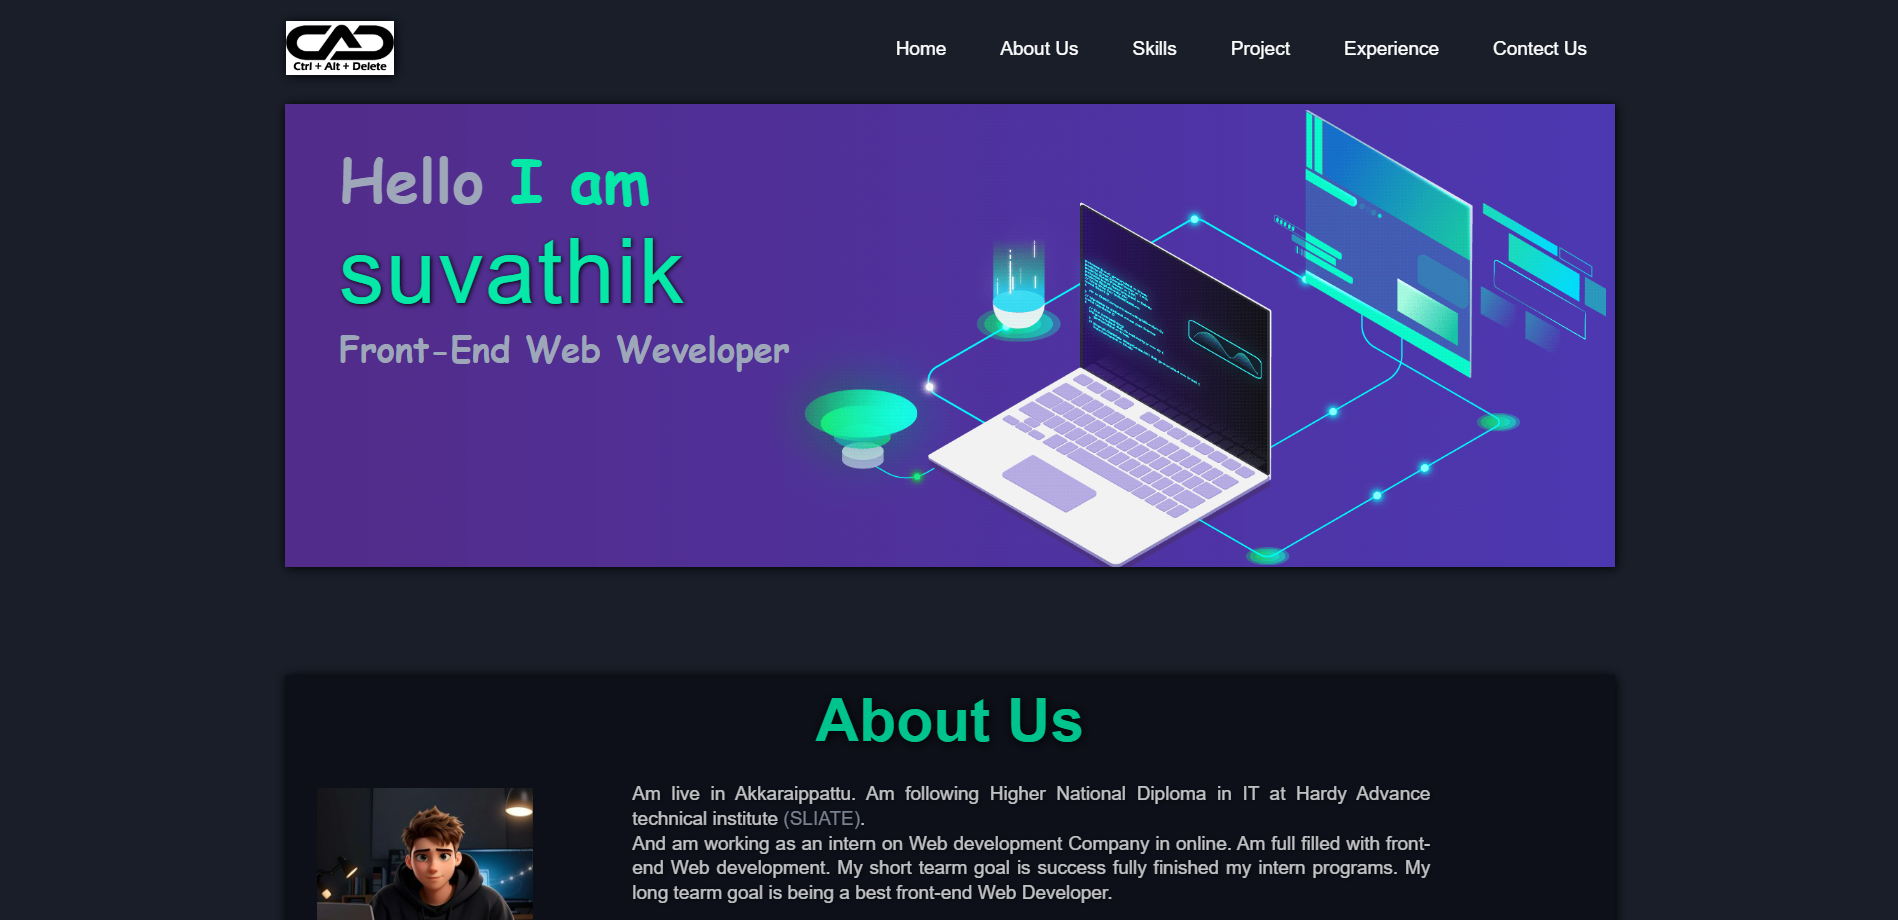 Ctrl + Alt + Delete
Home About Us Skills Project Experience Contect Us
Hello I am
suvathik
Front-End Web Weveloper
About Us
Am live in Akkaraippattu. Am following Higher National Diploma in IT at Hardy Advance
technical institute (SLIATE).
And am working as an intern on Web development Company in online. Am full filled with front-
end Web development. My short tearm goal is success fully finished my intern programs. My
long tearm goal is being a best front-end Web Developer.